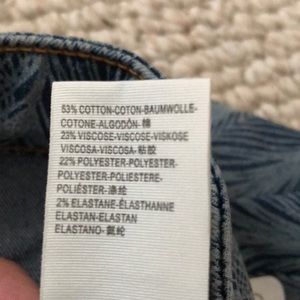 53% COTTON-COTON-BAUMWOLLE-
COTONE-ALGODÓN-棉
23% VISCOSE-VISCOSE-VISKOSE
VISCOSA-VISCOSA-粘胶
22% POLYESTER-POLYESTER-
POLYESTER-POLIESTERE-
POLIÉSTER-涤纶
2% ELASTANE-ÉLASTHANNE
ELASTAN-ELASTAN
ELASTANO-氨纶